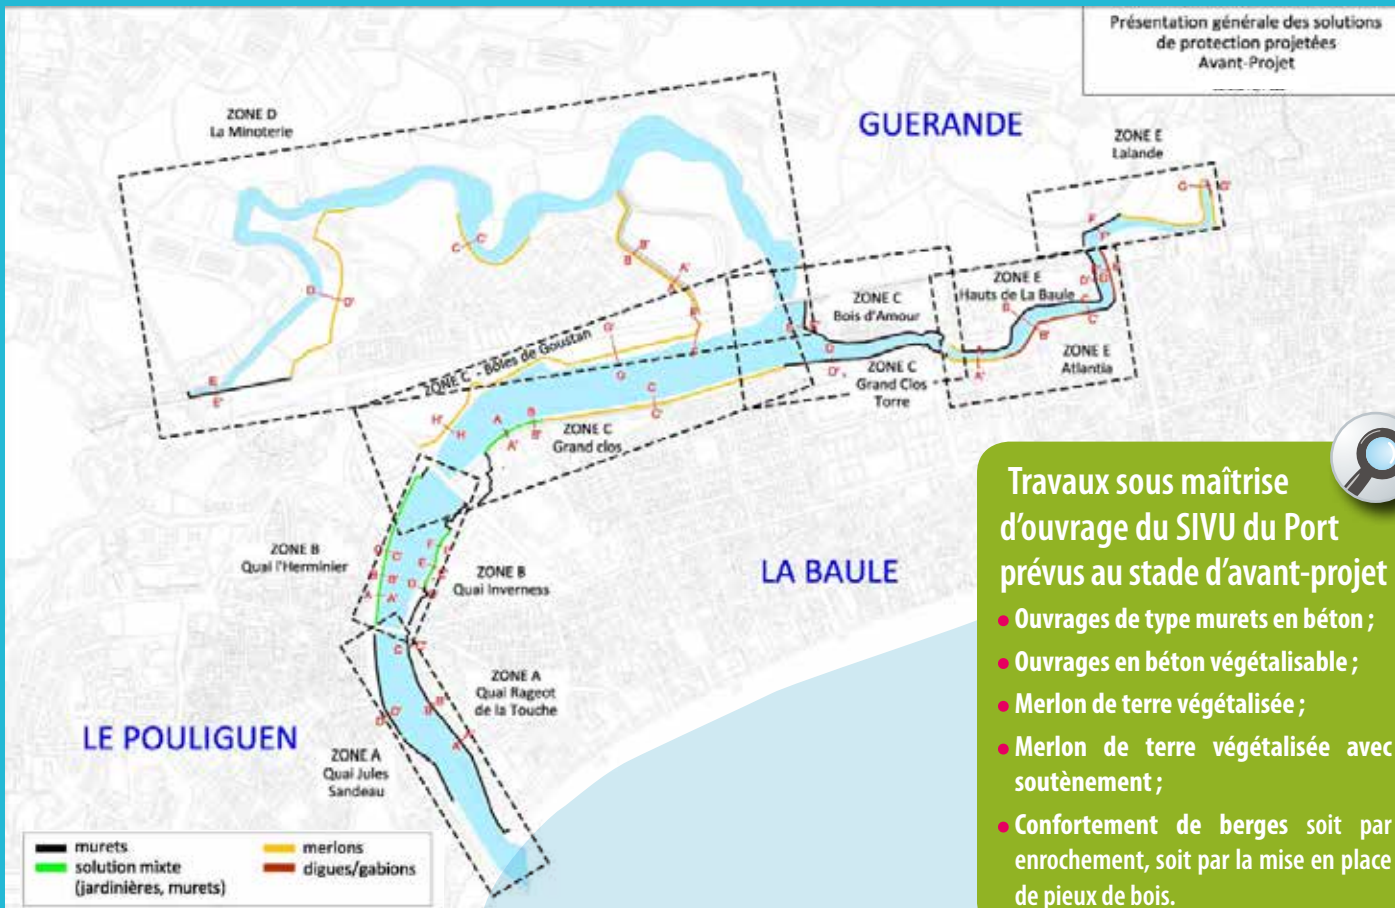 Présentation générale des solutions
de protection projetées
Avant-Projet
ZONE D
La Minoterie
GUERANDE
ZONE E
Lalande
G G'
F
F'
C C'
B B'
A'
D D'
ZONE E
Hauts de La Baule
ZONE C
Bois d'Amour
G'
ZONE C - Bôles de Goustan
G
D
D'
B
B'
C'
ZONE E
Atlantia
A'
ZONE C
Grand Clos
Torre
E
E'
C
C'
H'
H
A
A'
B
B'
ZONE C
Grand clos
Travaux sous maîtrise
d'ouvrage du SIVU du Port
prévus au stade d'avant-projet
ZONE B
Quai l'Herminier
C'
B'
A A'
F
E
D
ZONE B
Quai Inverness
LA BAULE
• Ouvrages de type murets en béton ;
• Ouvrages en béton végétalisable ;
• Merlon de terre végétalisée ;
• Merlon de terre végétalisée avec
soutènement ;
• Confortement de berges soit par
enrochement, soit par la mise en place
de pieux de bois.
C
ZONE A
Quai Rageot
de la Touche
D D'
B B'
A
LE POULIGUEN
ZONE A
Quai Jules
Sandeau
murets
solution mixte
(jardinières, murets)
merlons
digues/gabions